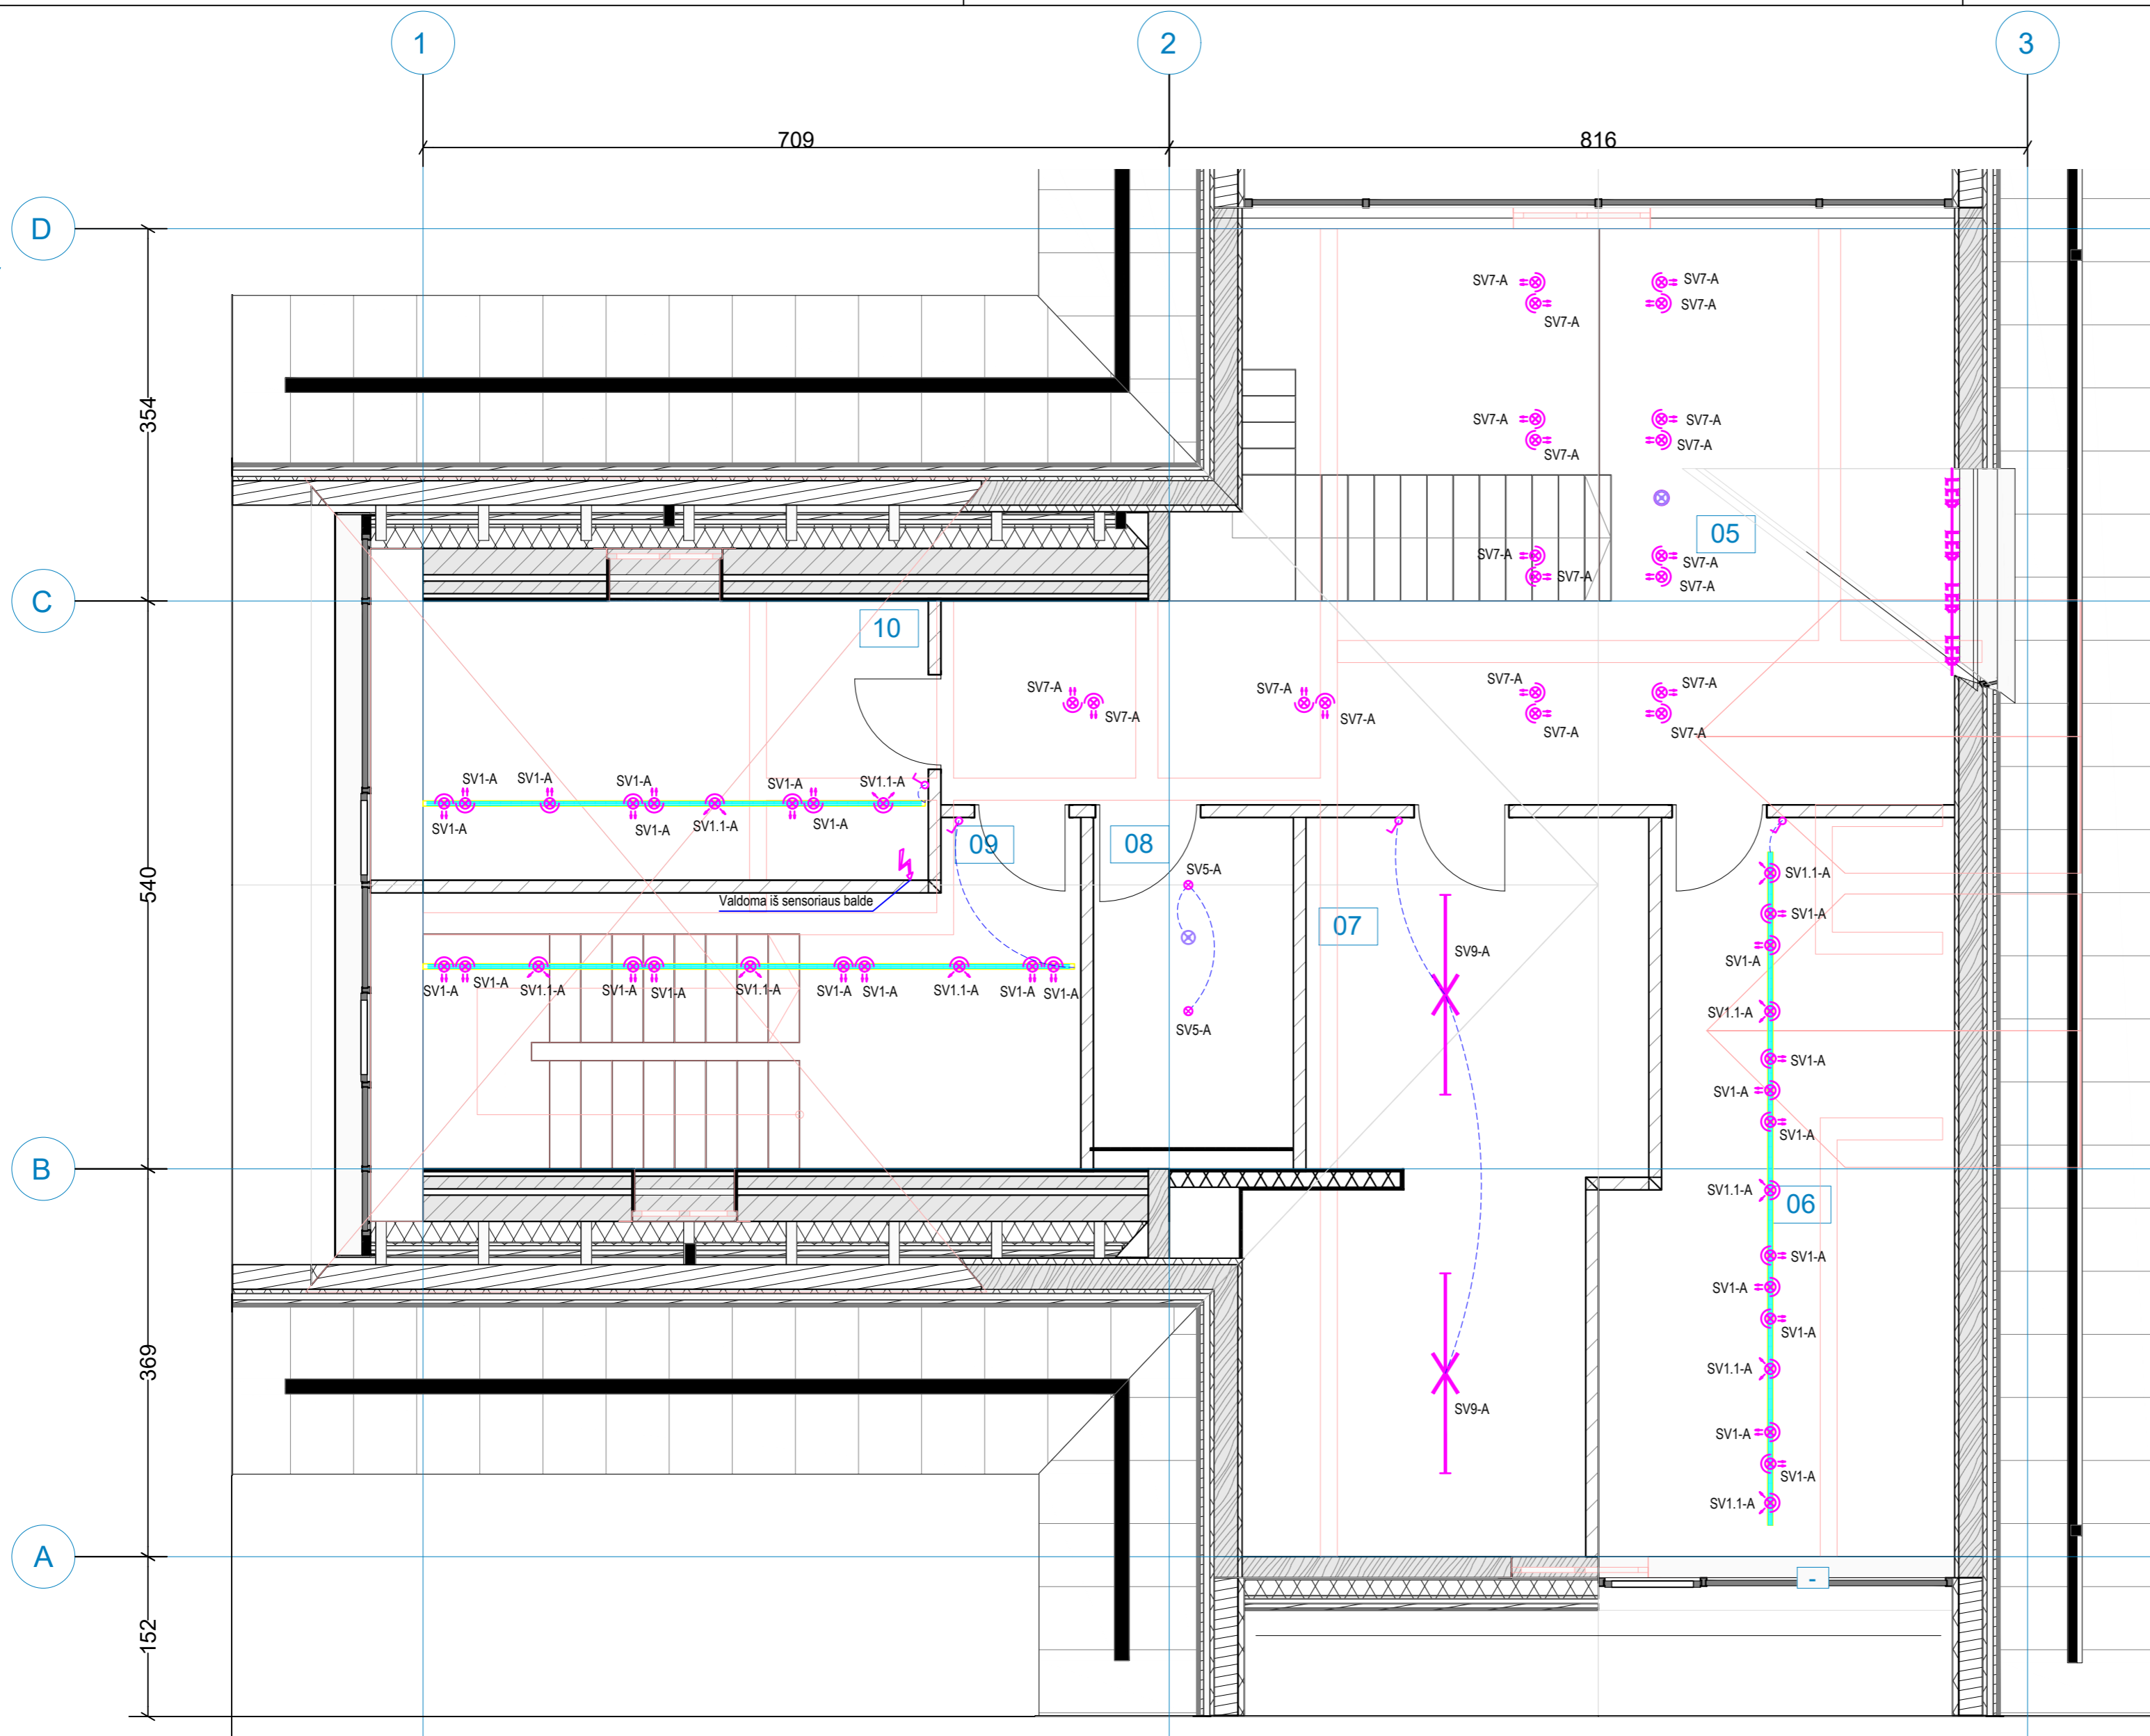 1 2 3
709 816
D
SV7-A SV7-A
SV7-A SV7-A
354
SV7-A SV7-A
SV7-A SV7-A
05
SV7-A SV7-A
SV7-A SV7-A
C
10
SV7-A SV7-A SV7-A SV7-A
SV7-A SV7-A SV7-A SV7-A
SV1-A SV1-A SV1-A SV1-A SV1.1-A
SV1-A SV1-A SV1.1-A SV1-A
09 08
540
SV5-A SV1.1-A
Valdoma iš sensoriaus balde
07 SV1-A
SV9-A
SV1-A
SV1-A SV1-A SV1.1-A SV1-A SV1-A SV1.1-A SV1-A SV1-A SV1.1-A SV1-A SV1-A
SV5-A SV1.1-A
SV1-A
SV1-A
SV1-A
B
SV1.1-A 06
SV1-A
SV1-A
SV1-A
369
SV1.1-A
SV9-A
SV1-A
SV1-A
SV1.1-A
A
-
152